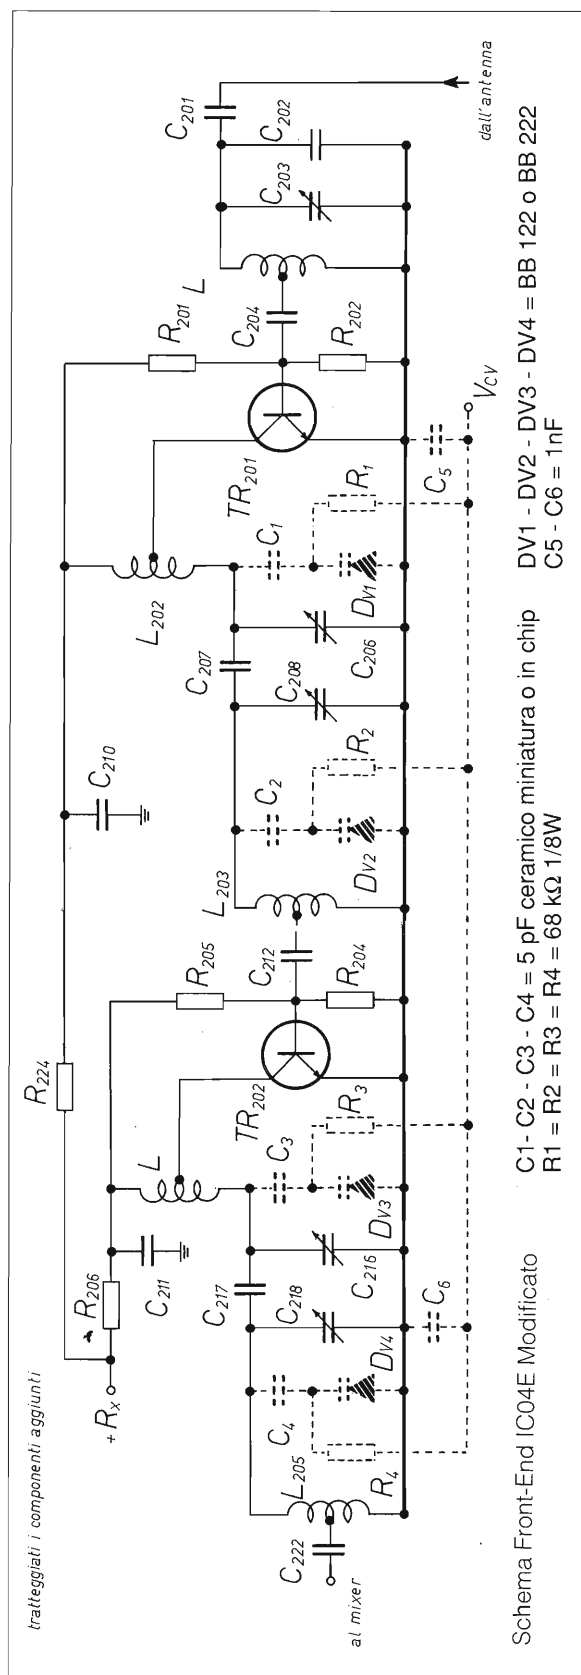 tratteggiati i componenti aggiunti
+Rx
R206
C211
R224
C210
L
TR202
R205
R204
C212
L203
L202
TR201
R201
R202
C204
L
C201
C202
C203
dall'antenna
C207
C208
C206
C1
R1
DV1
C2
R2
DV2
C5
VCV
C217
C218
C216
C3
R3
DV3
C4
R4
DV4
C6
L205
C222
al mixer
Schema Front-End IC04E Modificato
C1- C2 - C3 - C4 = 5 pF ceramico miniatura o in chip
R1 = R2 = R3 = R4 = 68 kΩ 1/8W
DV1 - DV2 - DV3 - DV4 = BB 122 o BB 222
C5 - C6 = 1nF